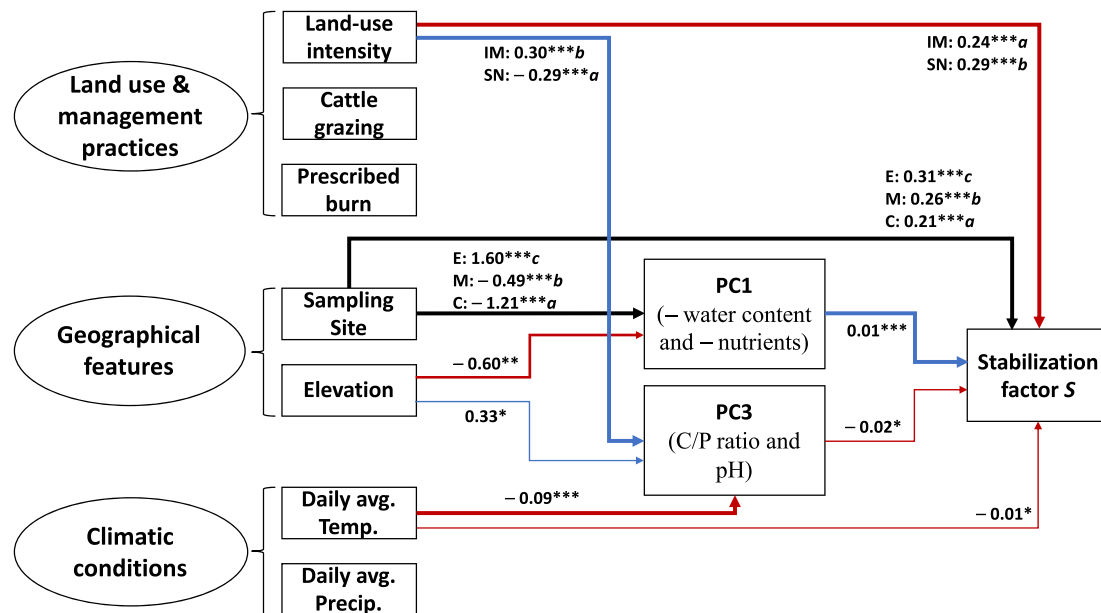 Land use &
management
practices
Land-use
intensity
Cattle
grazing
Prescribed
burn
IM: 0.30***b
SN: – 0.29***a
IM: 0.24***a
SN: 0.29***b
E: 0.31***c
M: 0.26***b
C: 0.21***a
Geographical
features
Sampling
Site
Elevation
E: 1.60***c
M: – 0.49***b
C: – 1.21***a
– 0.60**
0.33*
PC1
(– water content
and – nutrients)
0.01***
PC3
(C/P ratio and
pH)
– 0.02*
Stabilization
factor S
Climatic
conditions
Daily avg.
Temp.
Daily avg.
Precip.
– 0.09***
– 0.01*